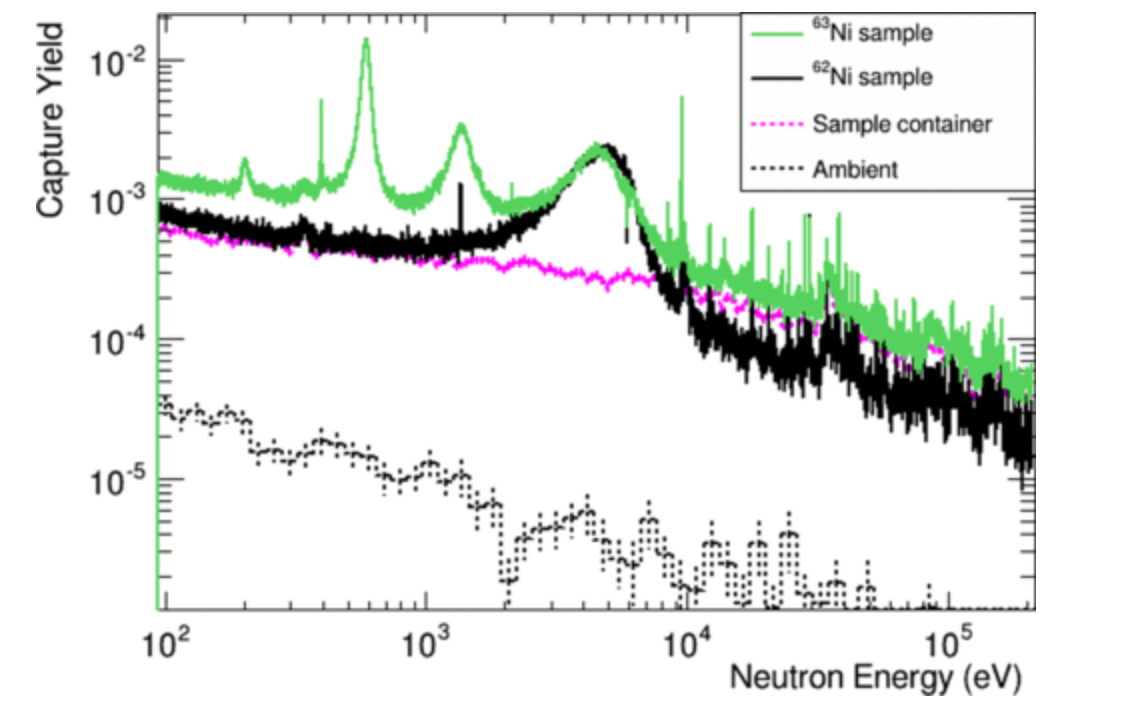 Capture Yield
10⁻²
10⁻³
10⁻⁴
10⁻⁵
⁶³Ni sample
⁶²Ni sample
Sample container
Ambient
10² 10³ 10⁴ 10⁵
Neutron Energy (eV)